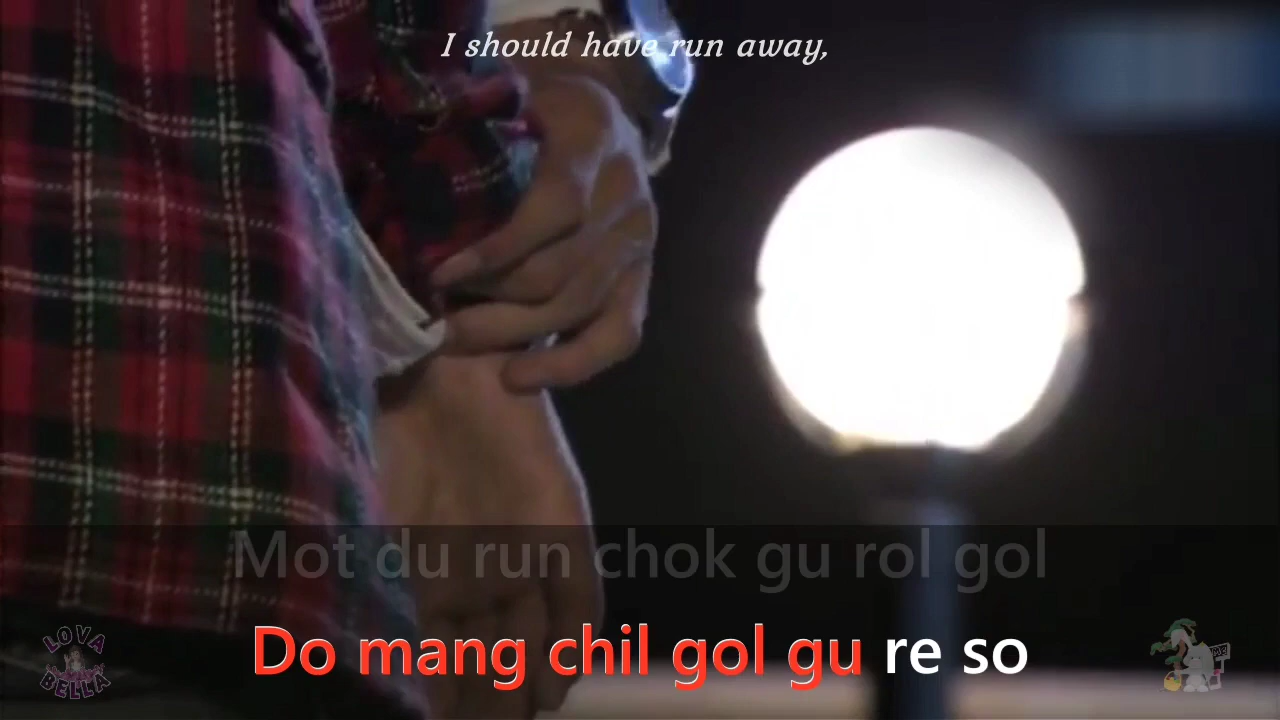 I should have run away,
Mot du run chok gu rol gol
Do mang chil gol gu re so
LOVA
BELLA